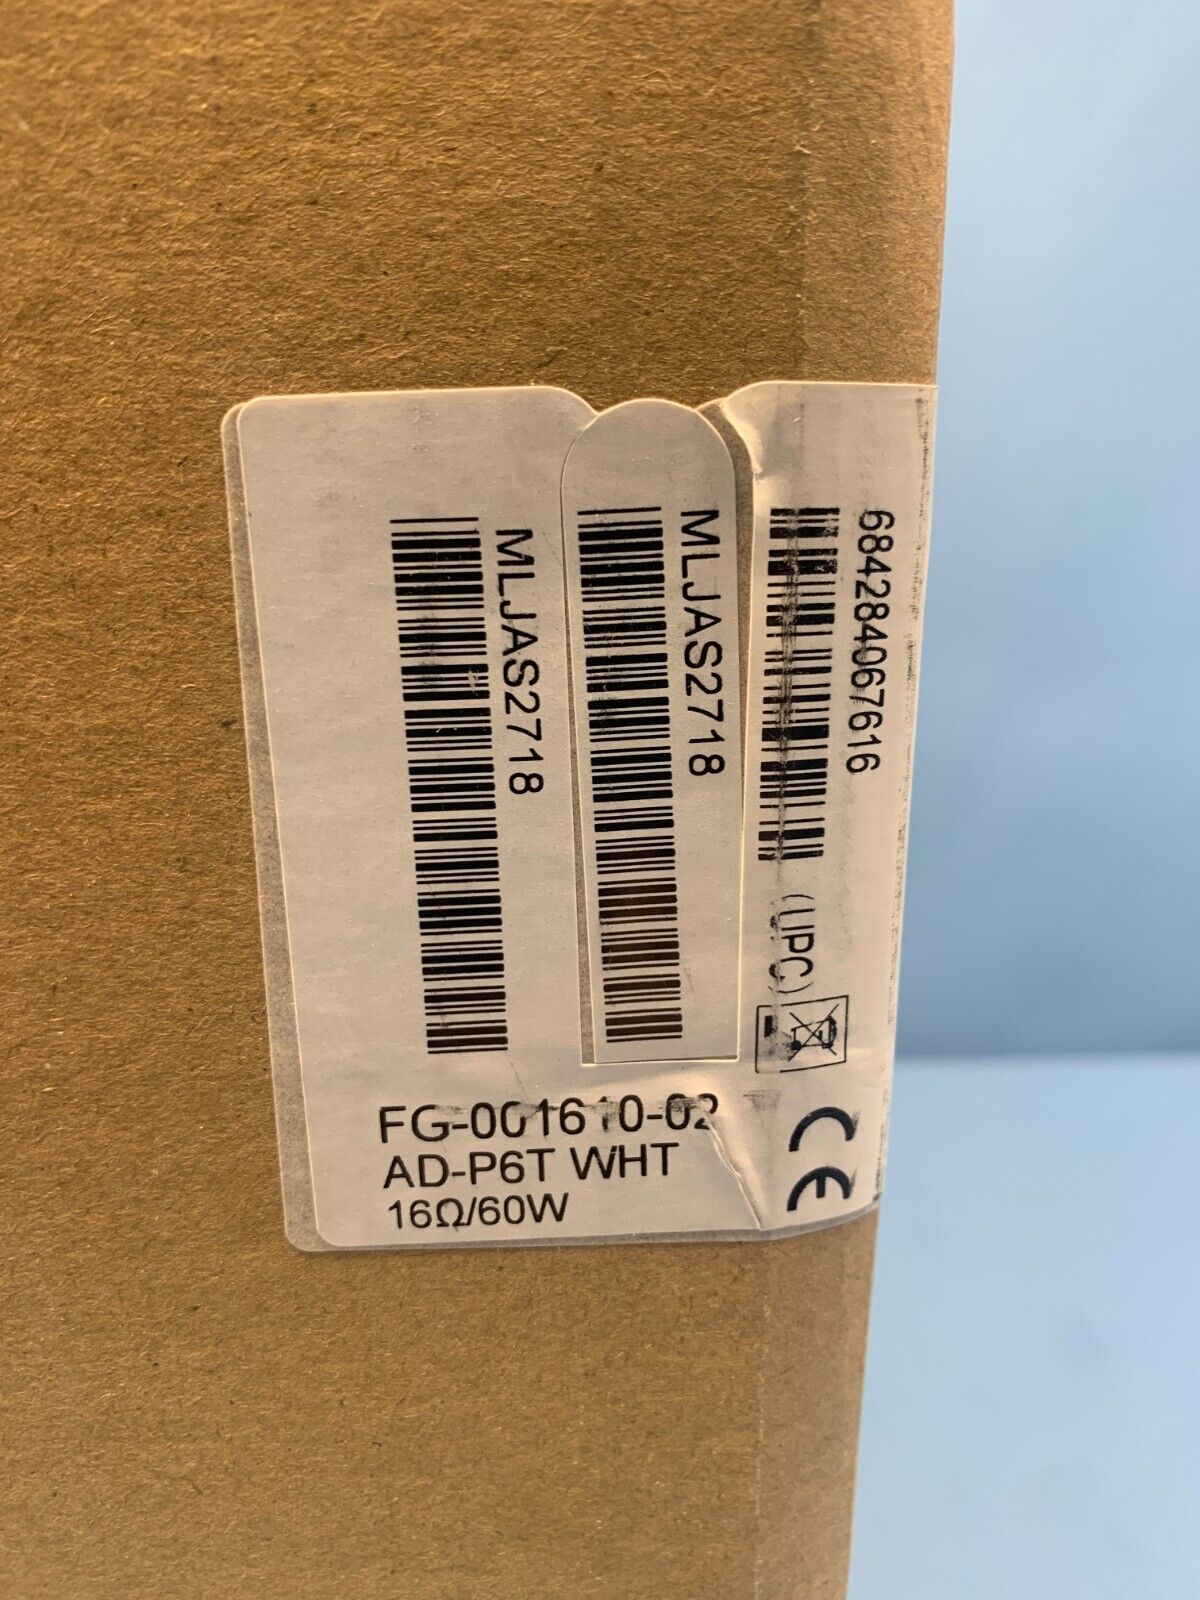 MLJAS2718
MLJAS2718
684284067616
(UPC)
FG-001610-02
AD-P6T WHT
16Ω/60W
CE